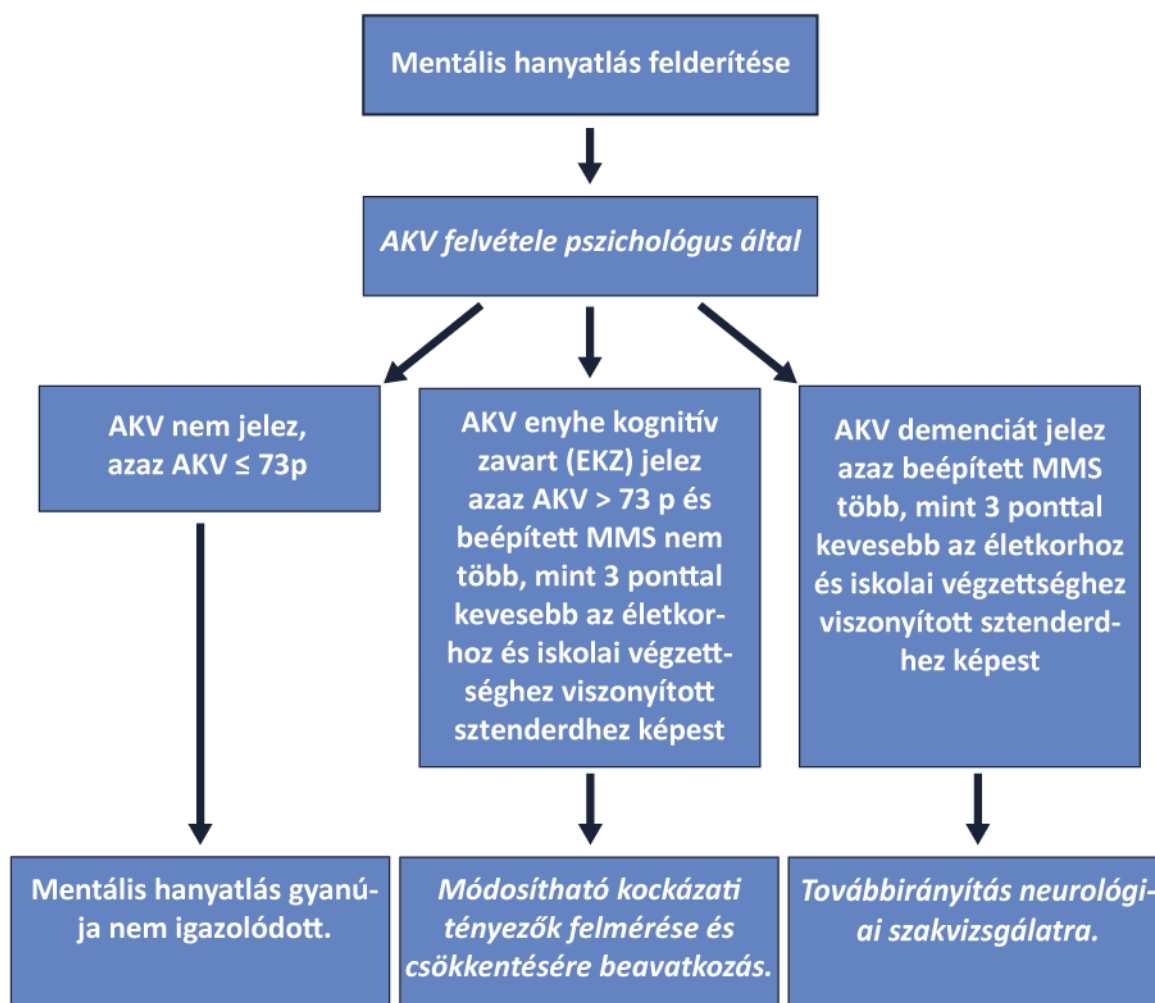 Mentális hanyatlás felderítése
AKV felvétele pszichológus által
AKV nem jelez,
azaz AKV ≤ 73p
AKV enyhe kognitív
zavart (EKZ) jelez
azaz AKV > 73 p és
beépített MMS nem
több, mint 3 ponttal
kevesebb az életkor-
hoz és iskolai végzett-
séghez viszonyított
sztenderdhez képest
AKV demenciát jelez
azaz beépített MMS
több, mint 3 ponttal
kevesebb az életkorhoz
és iskolai végzettséghez
viszonyított sztenderd-
hez képest
Mentális hanyatlás gyanú-
ja nem igazolódott.
Módosítható kockázati
tényezők felmérése és
csökkentésére beavatkozás.
Továbbirányítás neurológi-
ai szakvizsgálatra.